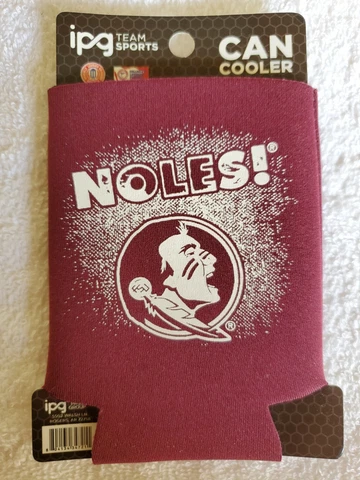 ipg TEAM SPORTS
CAN COOLER
NOLES!®
®
ipg